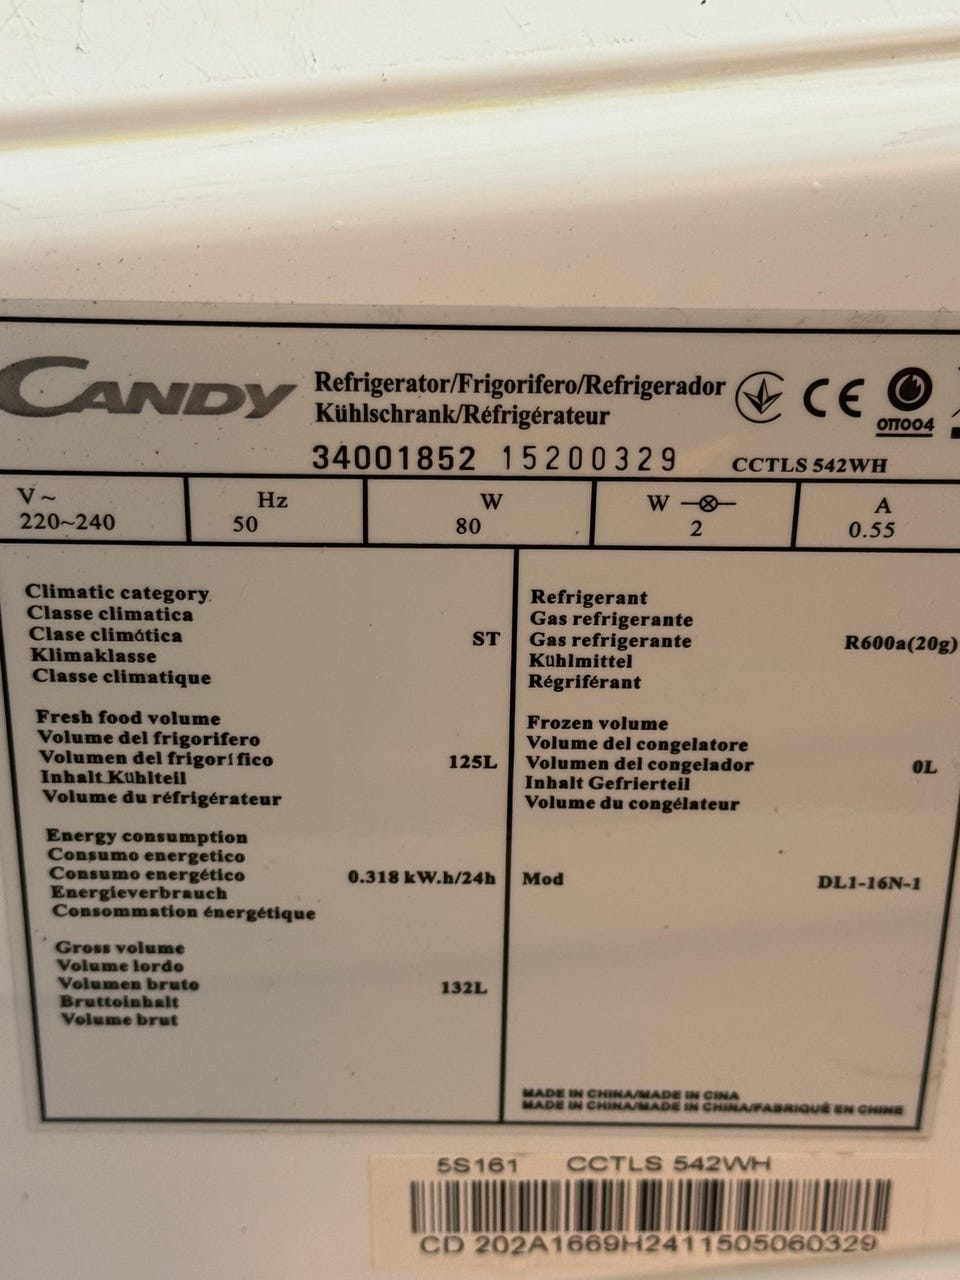 CANDY
Refrigerator/Frigorifero/Refrigerador
Kühlschrank/Réfrigérateur
34001852 15200329 CCTLS 542WH
CE
ОТТ004
V~ Hz W W A
220~240 50 80 2 0.55
Climatic category
Classe climatica
Clase climótica
Klimaklasse
Classe climatique
ST
Refrigerant
Gas refrigerante
Gas refrigerante
Kühlmittel
Régriférant
R600a(20g)
Fresh food volume
Volume del frigorifero
Volumen del frigorífico
Inhalt Kühlteil
Volume du réfrigérateur
125L
Frozen volume
Volume del congelatore
Volumen del congelador
Inhalt Gefrierteil
Volume du congélateur
0L
Energy consumption
Consumo energetico
Consumo energético
Energieverbrauch
Consommation énergétique
0.318 kW.h/24h
Mod DL1-16N-1
Gross volume
Volume lordo
Volumen bruto
Bruttoinhalt
Volume brut
132L
MADE IN CHINA/MADE IN CINA
MADE IN CHINA/MADE IN CHINA/FABRIQUÉ EN CHINE
5S161 CCTLS 542WH
CD 202A1669H2411505060329